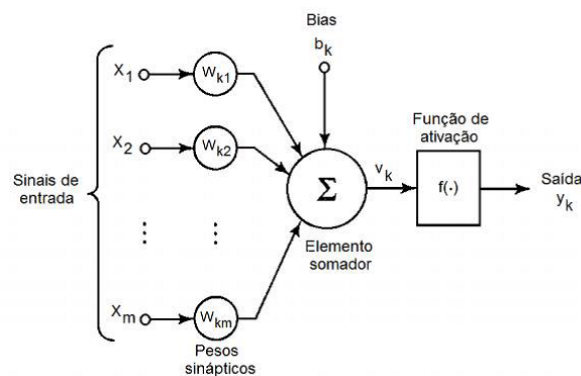 Bias
b_k
X_1
W_k1
Função de
ativação
X_2
W_k2
Sinais de
entrada
Σ
v_k
f(·)
Saída
y_k
Elemento
somador
X_m
W_km
Pesos
sinápticos